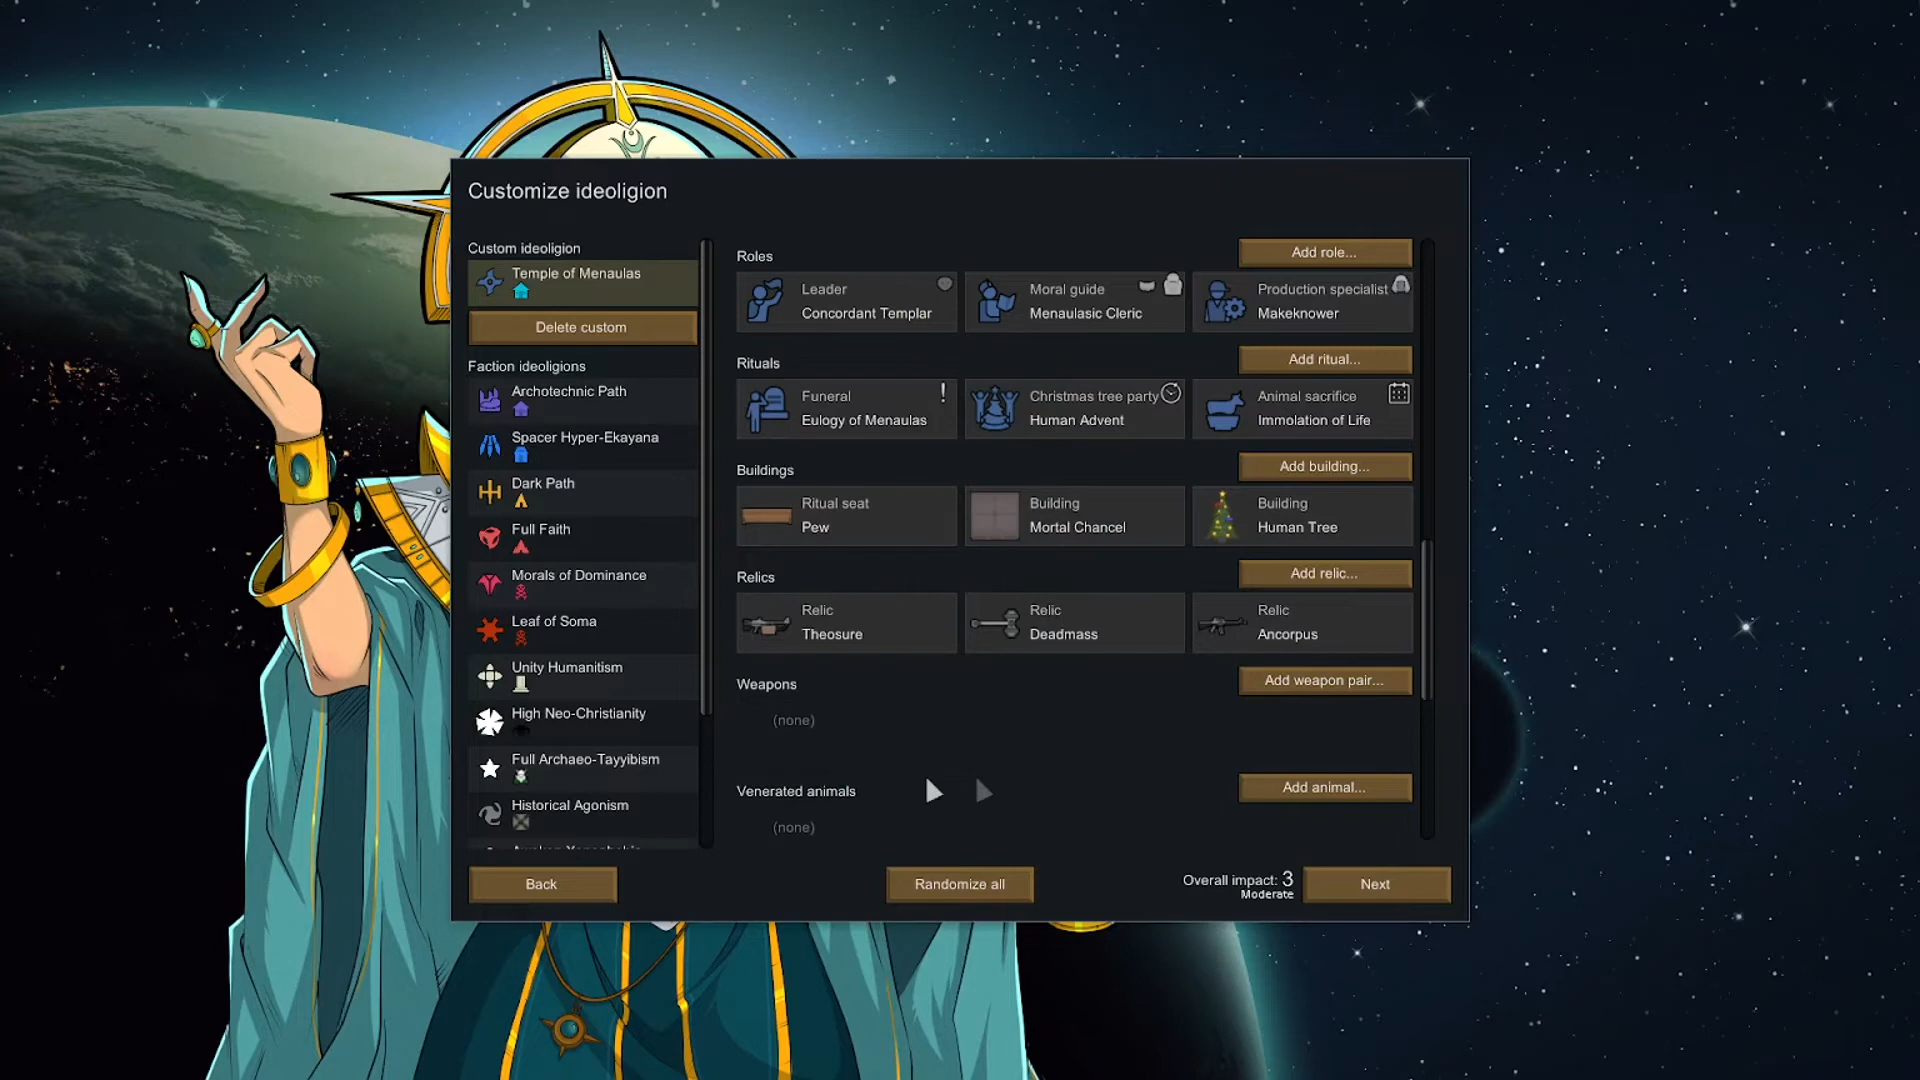 Customize ideoligion
Custom ideoligion
Temple of Menaulas
Delete custom
Faction ideoligions
Archotechnic Path
Spacer Hyper-Ekayana
Dark Path
Full Faith
Morals of Dominance
Leaf of Soma
Unity Humanitism
High Neo-Christianity
Full Archaeo-Tayyibism
Historical Agonism
Roles
Add role...
Leader
Concordant Templar
Moral guide
Menaulasic Cleric
Production specialist
Makeknower
Rituals
Add ritual...
Funeral
Eulogy of Menaulas
Christmas tree party
Human Advent
Animal sacrifice
Immolation of Life
Buildings
Add building...
Ritual seat
Pew
Building
Mortal Chancel
Building
Human Tree
Relics
Add relic...
Relic
Theosure
Relic
Deadmass
Relic
Ancorpus
Weapons
Add weapon pair...
(none)
Venerated animals
Add animal...
(none)
Back
Randomize all
Overall impact: 3
Moderate
Next